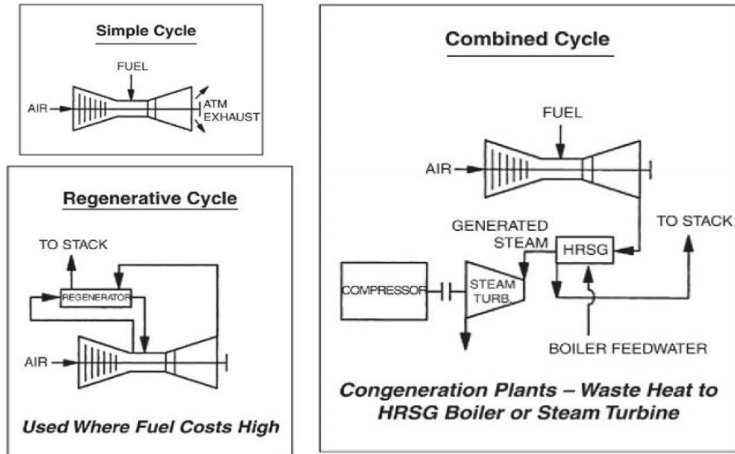 Simple Cycle
FUEL
AIR
ATM
EXHAUST
Regenerative Cycle
TO STACK
REGENERATOR
AIR
Used Where Fuel Costs High
Combined Cycle
FUEL
AIR
TO STACK
GENERATED
STEAM
HRSG
COMPRESSOR
STEAM
TURB.
BOILER FEEDWATER
Congeneration Plants – Waste Heat to
HRSG Boiler or Steam Turbine